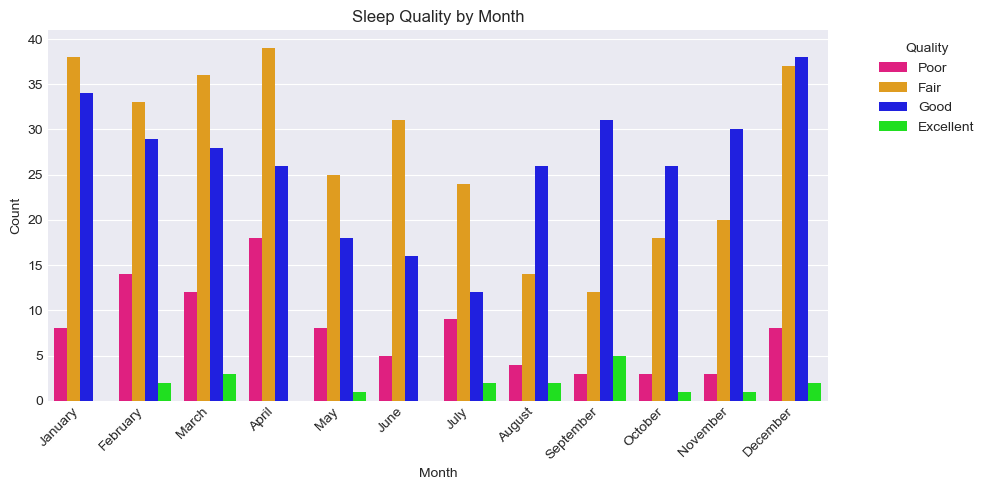 Sleep Quality by Month
Count
40
35
30
25
20
15
10
5
0
January
February
March
April
May
June
July
August
September
October
November
December
Month
Quality
Poor
Fair
Good
Excellent